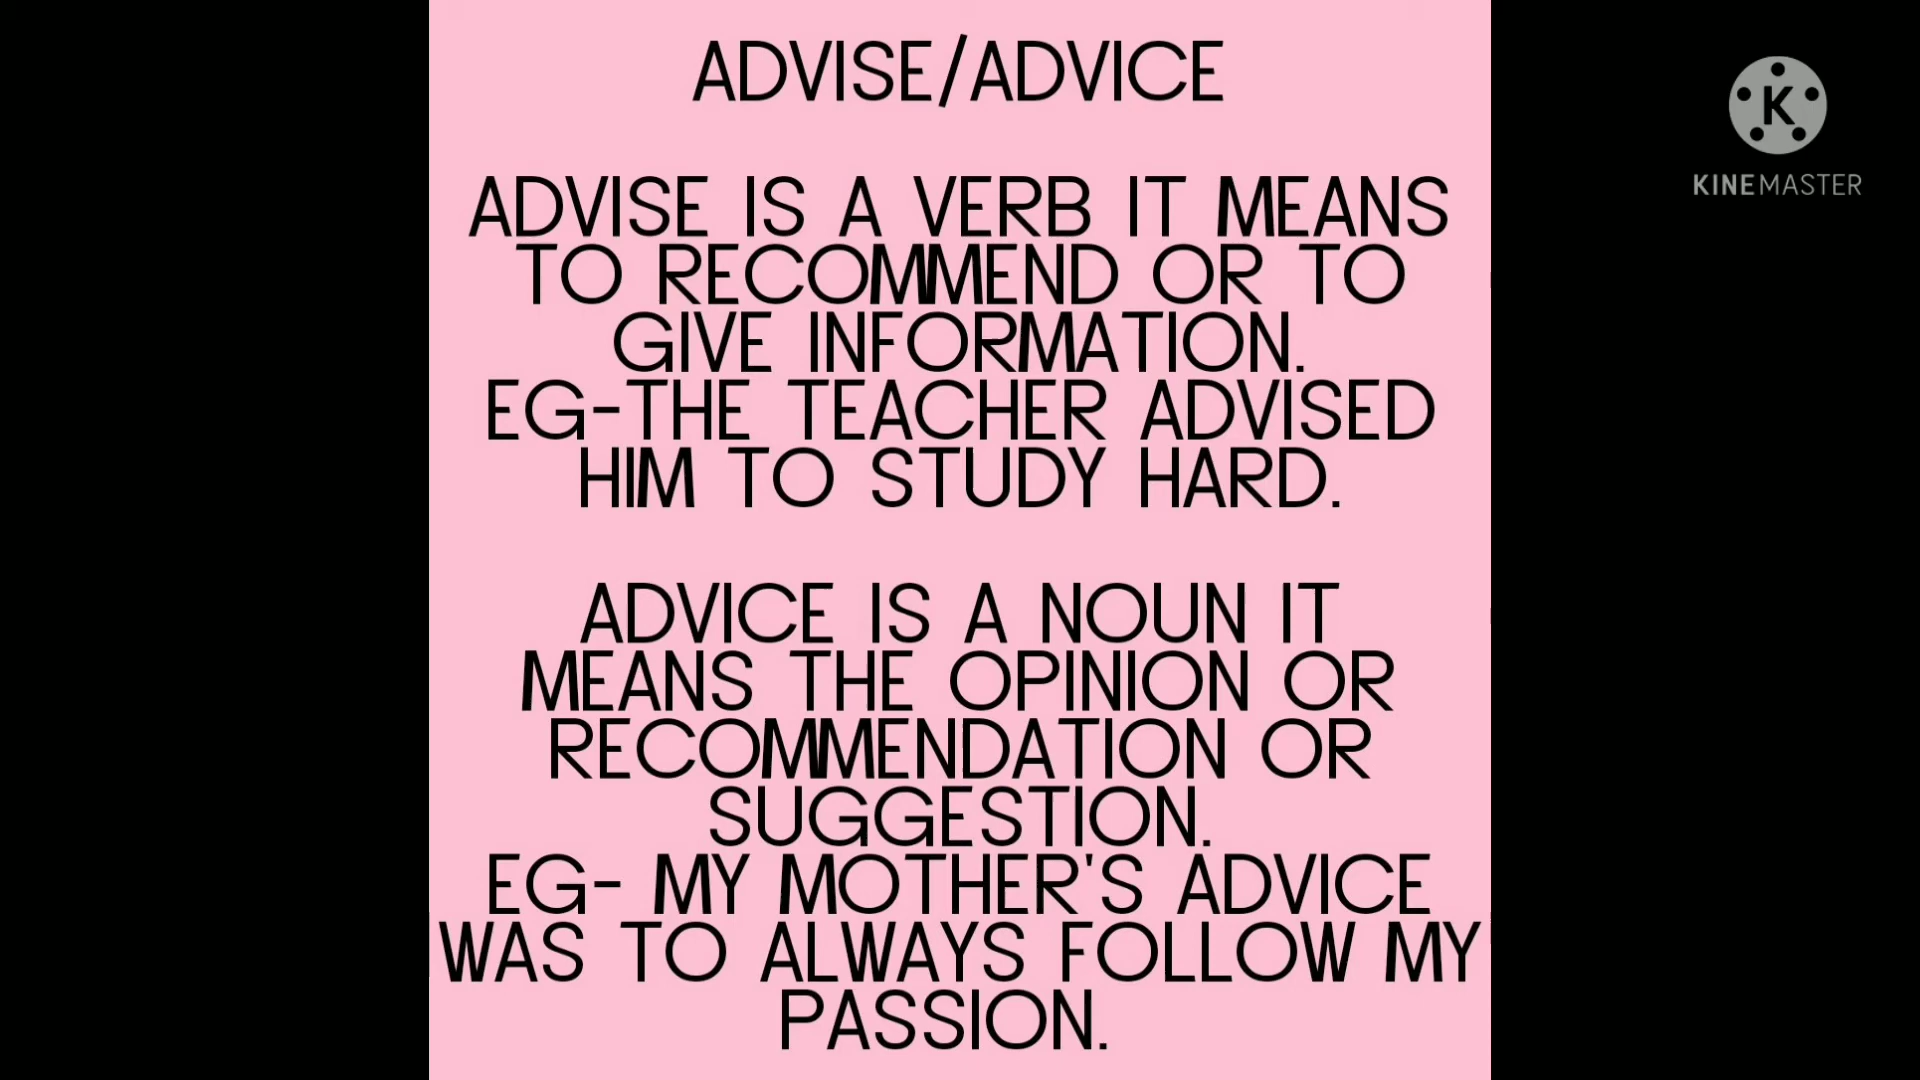 ADVISE/ADVICE
ADVISE IS A VERB IT MEANS
TO RECOMMEND OR TO
GIVE INFORMATION.
EG-THE TEACHER ADVISED
HIM TO STUDY HARD.
ADVICE IS A NOUN IT
MEANS THE OPINION OR
RECOMMENDATION OR
SUGGESTION.
EG- MY MOTHER'S ADVICE
WAS TO ALWAYS FOLLOW MY
PASSION.
K
KINEMASTER